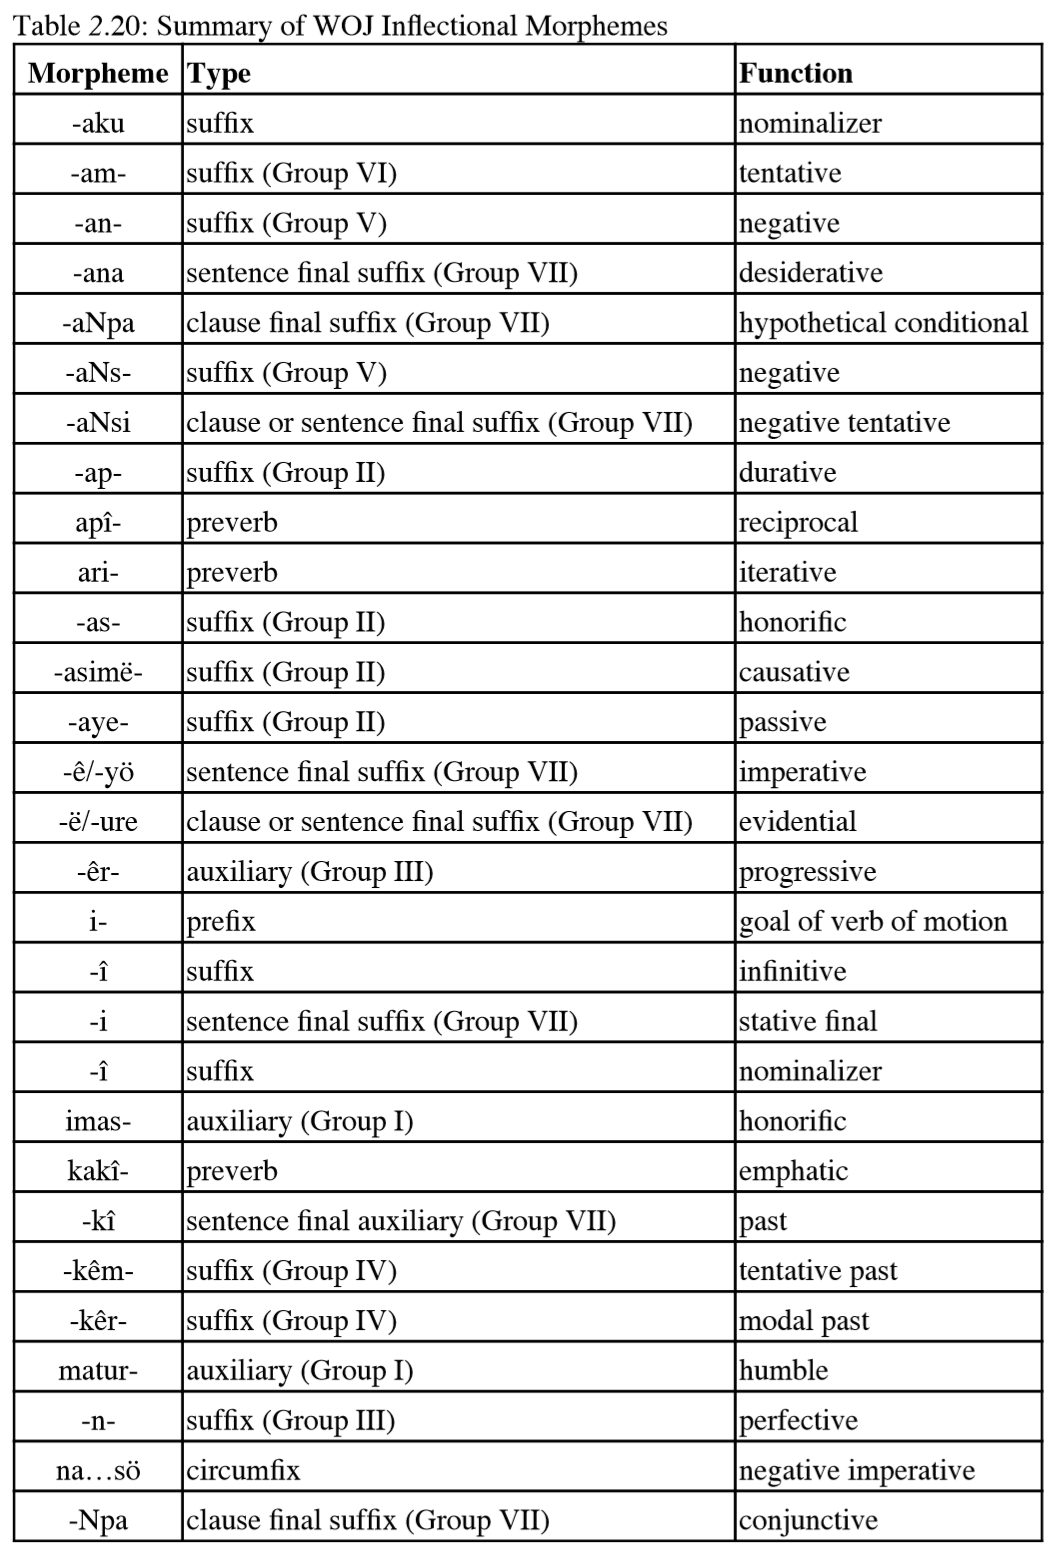 Table 2.20: Summary of WOJ Inflectional Morphemes
Morpheme Type Function
-aku suffix nominalizer
-am- suffix (Group VI) tentative
-an- suffix (Group V) negative
-ana sentence final suffix (Group VII) desiderative
-aNpa clause final suffix (Group VII) hypothetical conditional
-aNs- suffix (Group V) negative
-aNsi clause or sentence final suffix (Group VII) negative tentative
-ap- suffix (Group II) durative
apî- preverb reciprocal
ari- preverb iterative
-as- suffix (Group II) honorific
-asimë- suffix (Group II) causative
-aye- suffix (Group II) passive
-ê/-yö sentence final suffix (Group VII) imperative
-ë/-ure clause or sentence final suffix (Group VII) evidential
-êr- auxiliary (Group III) progressive
i- prefix goal of verb of motion
-î suffix infinitive
-i sentence final suffix (Group VII) stative final
-î suffix nominalizer
imas- auxiliary (Group I) honorific
kakî- preverb emphatic
-kî sentence final auxiliary (Group VII) past
-kêm- suffix (Group IV) tentative past
-kêr- suffix (Group IV) modal past
matur- auxiliary (Group I) humble
-n- suffix (Group III) perfective
na…sö circumfix negative imperative
-Npa clause final suffix (Group VII) conjunctive